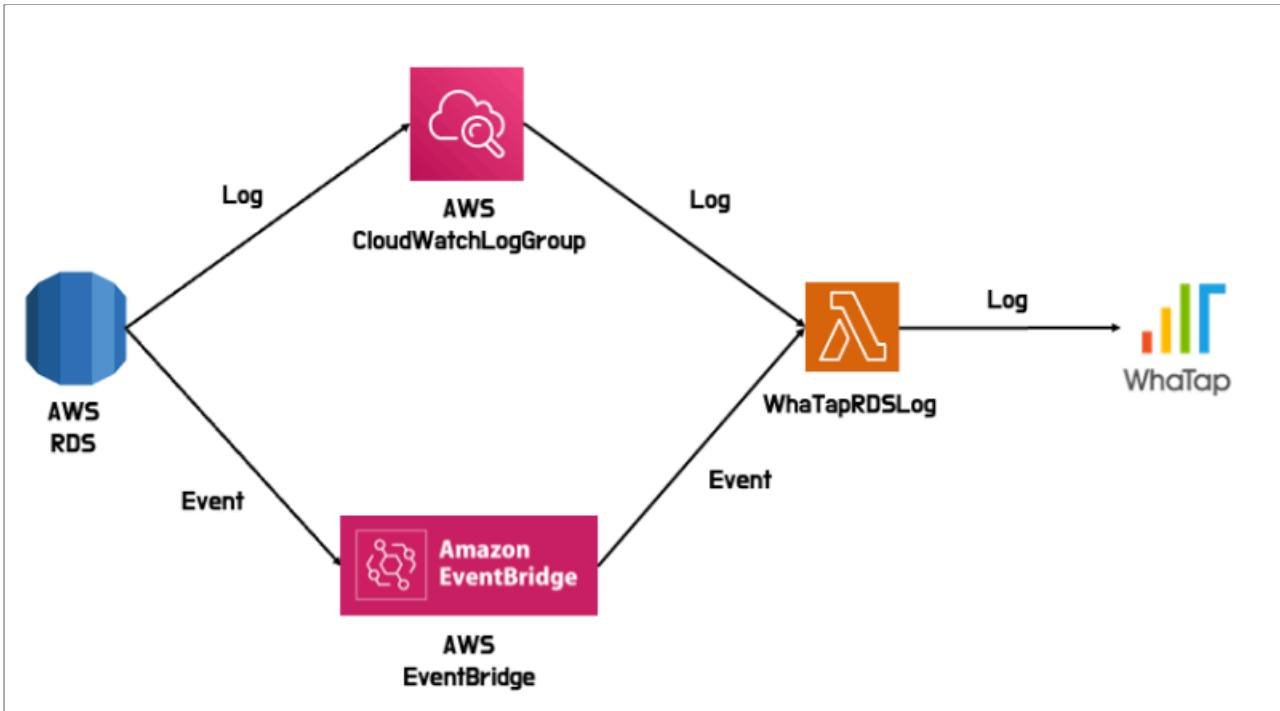 Log
AWS
CloudWatchLogGroup
Log
AWS
RDS
WhaTapRDSLog
Log
WhaTap
Event
Event
Amazon
EventBridge
AWS
EventBridge